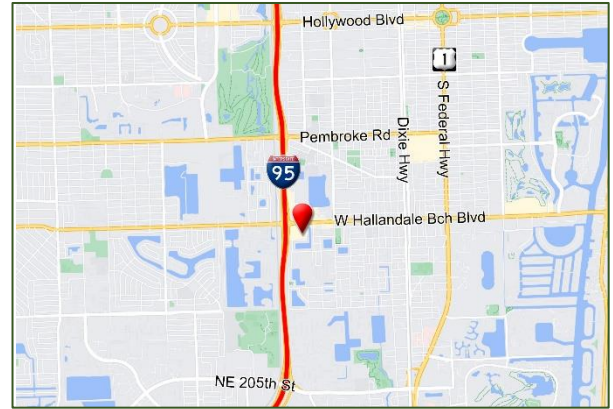 Hollywood Blvd
1
S Federal Hwy
Dixie Hwy
Pembroke Rd
95
W Hallandale Bch Blvd
NE 205th St